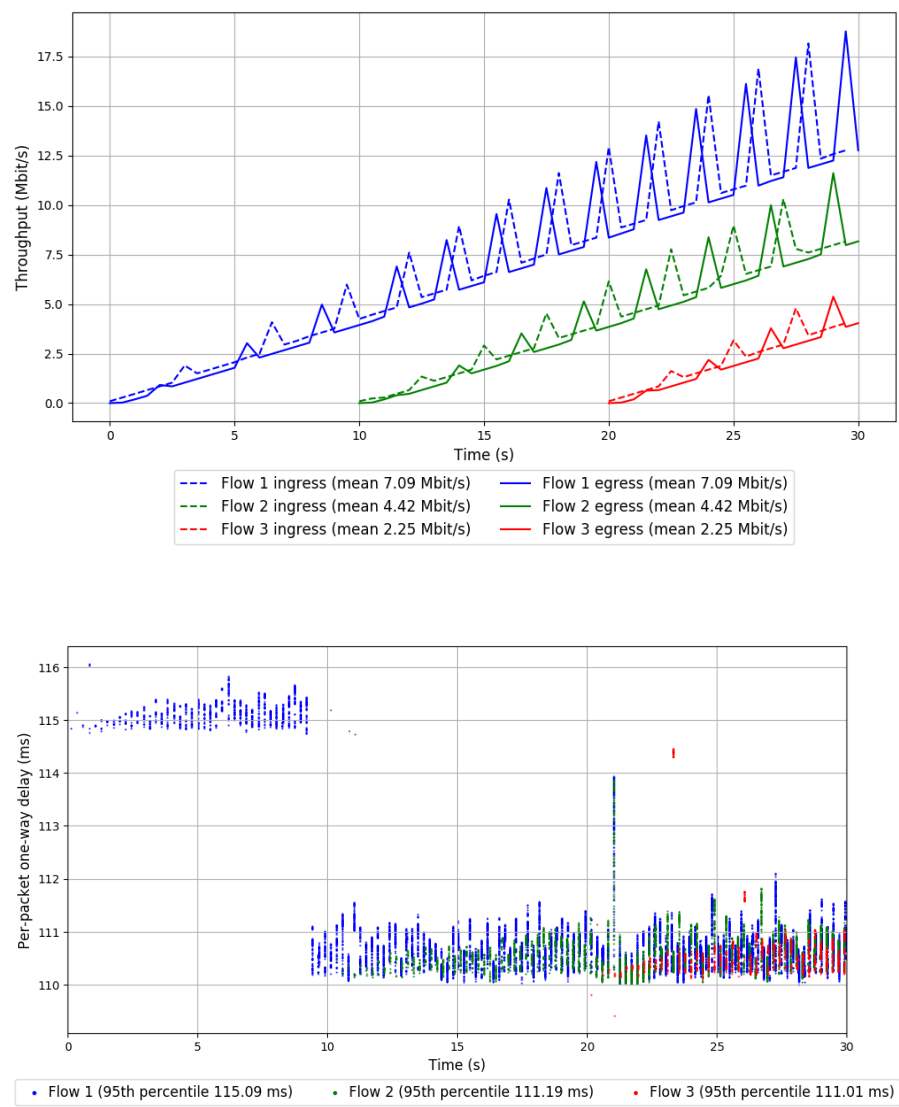 17.5
15.0
12.5
10.0
7.5
5.0
2.5
0.0
Throughput (Mbit/s)
0 5 10 15 20 25 30
Time (s)
Flow 1 ingress (mean 7.09 Mbit/s) Flow 1 egress (mean 7.09 Mbit/s)
Flow 2 ingress (mean 4.42 Mbit/s) Flow 2 egress (mean 4.42 Mbit/s)
Flow 3 ingress (mean 2.25 Mbit/s) Flow 3 egress (mean 2.25 Mbit/s)
116
115
114
113
112
111
110
Per-packet one-way delay (ms)
0 5 10 15 20 25 30
Time (s)
Flow 1 (95th percentile 115.09 ms) Flow 2 (95th percentile 111.19 ms) Flow 3 (95th percentile 111.01 ms)